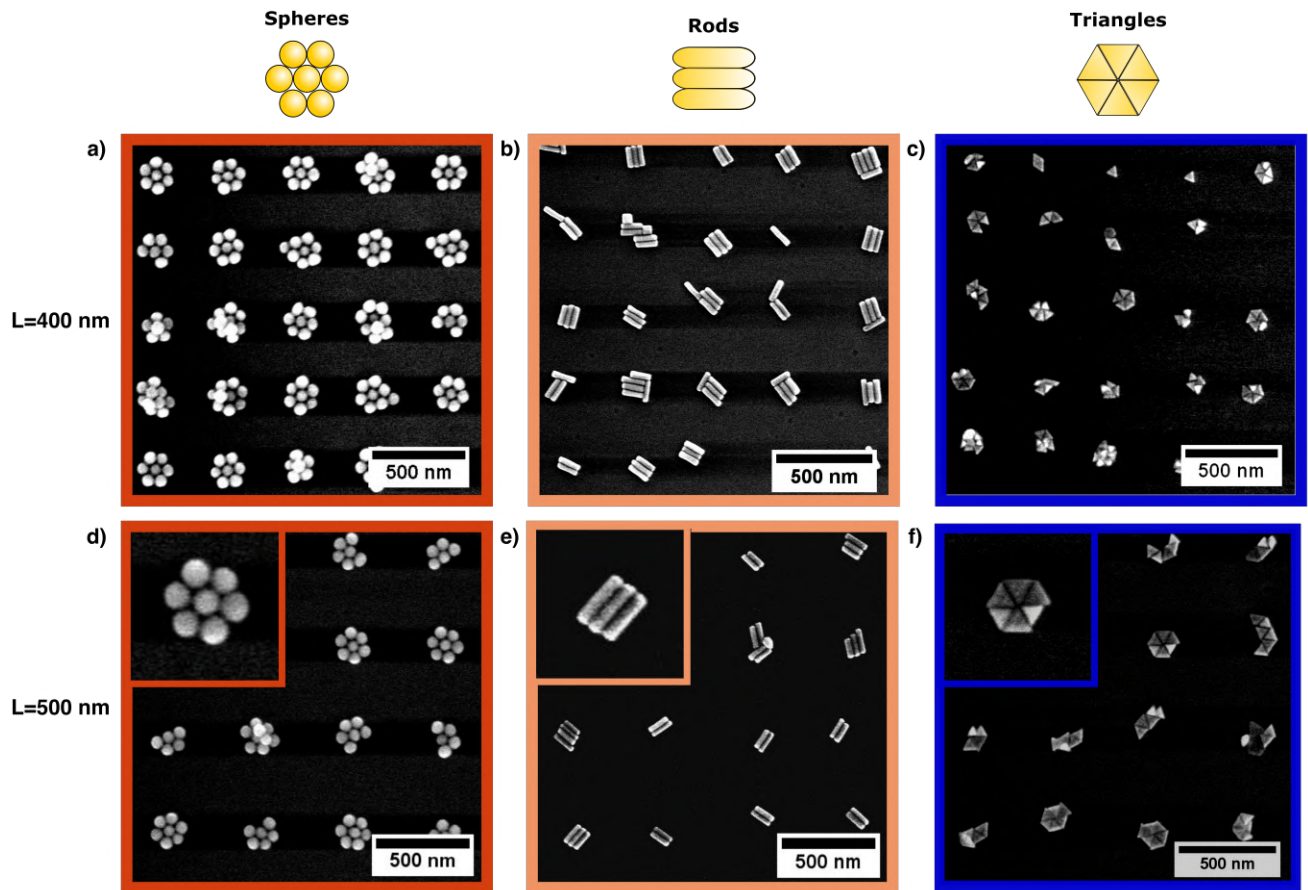 Spheres
Rods
Triangles
a)
b)
c)
L=400 nm
500 nm
500 nm
500 nm
d)
e)
f)
L=500 nm
500 nm
500 nm
500 nm